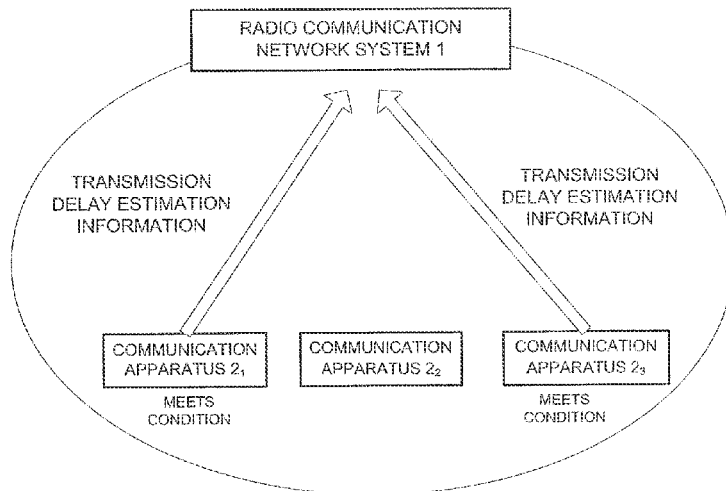 RADIO COMMUNICATION
NETWORK SYSTEM 1
TRANSMISSION
DELAY ESTIMATION
INFORMATION
TRANSMISSION
DELAY ESTIMATION
INFORMATION
COMMUNICATION
APPARATUS 2₁
MEETS
CONDITION
COMMUNICATION
APPARATUS 2₂
COMMUNICATION
APPARATUS 2₃
MEETS
CONDITION